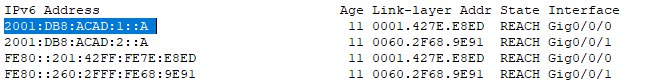 IPv6 Address Age Link-layer Addr State Interface
2001:DB8:ACAD:1::A 11 0001.427E.E8ED REACH Gig0/0/0
2001:DB8:ACAD:2::A 11 0060.2F68.9E91 REACH Gig0/0/1
FE80::201:42FF:FE7E:E8ED 11 0001.427E.E8ED REACH Gig0/0/0
FE80::260:2FFF:FE68:9E91 11 0060.2F68.9E91 REACH Gig0/0/1